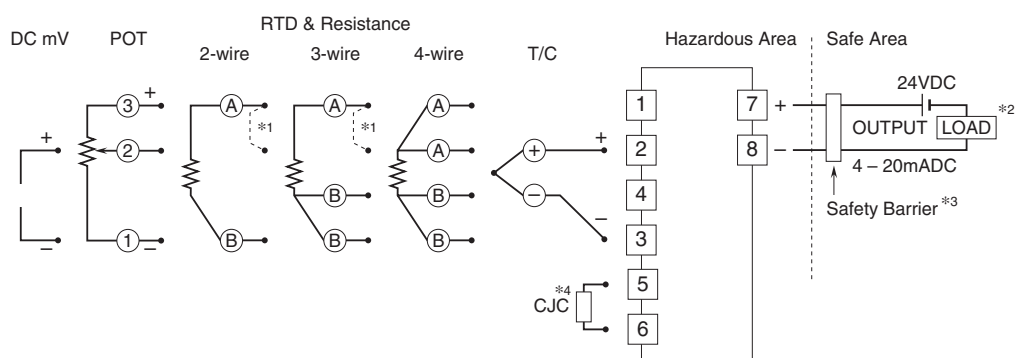 RTD & Resistance
DC mV POT 2-wire 3-wire 4-wire T/C
Hazardous Area Safe Area
3 + A *1 A *1 A
+ 2 A + +
− 1 − B B B B − −
B
1
2
4
3
5
6
*4
CJC
7 +
8 −
24VDC
OUTPUT LOAD *2
4 – 20mADC
Safety Barrier *3